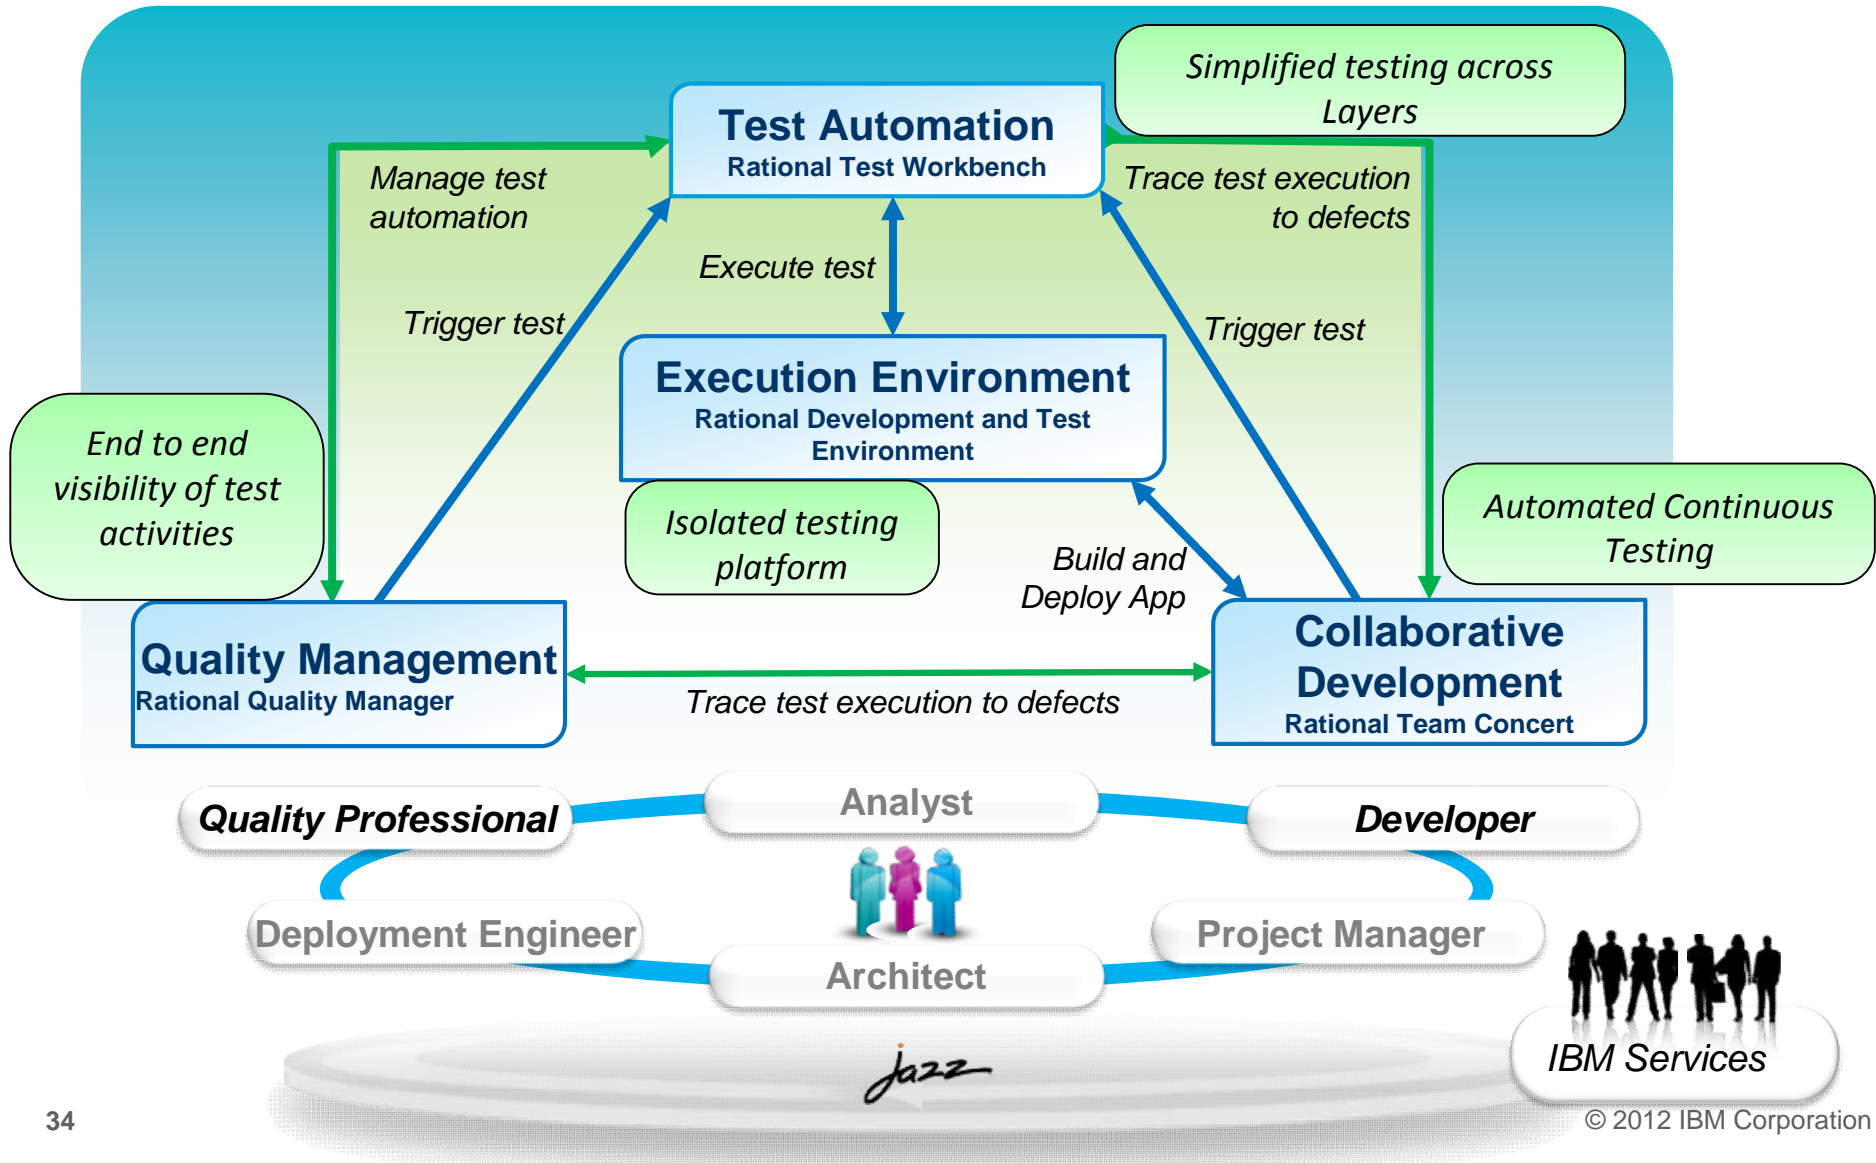 Simplified testing across
Layers
Test Automation
Rational Test Workbench
Manage test
automation
Trace test execution
to defects
Execute test
Trigger test
Trigger test
Execution Environment
Rational Development and Test
Environment
End to end
visibility of test
activities
Isolated testing
platform
Automated Continuous
Testing
Build and
Deploy App
Quality Management
Rational Quality Manager
Trace test execution to defects
Collaborative
Development
Rational Team Concert
Quality Professional
Analyst
Developer
Deployment Engineer
Architect
Project Manager
jazz
IBM Services
34
© 2012 IBM Corporation